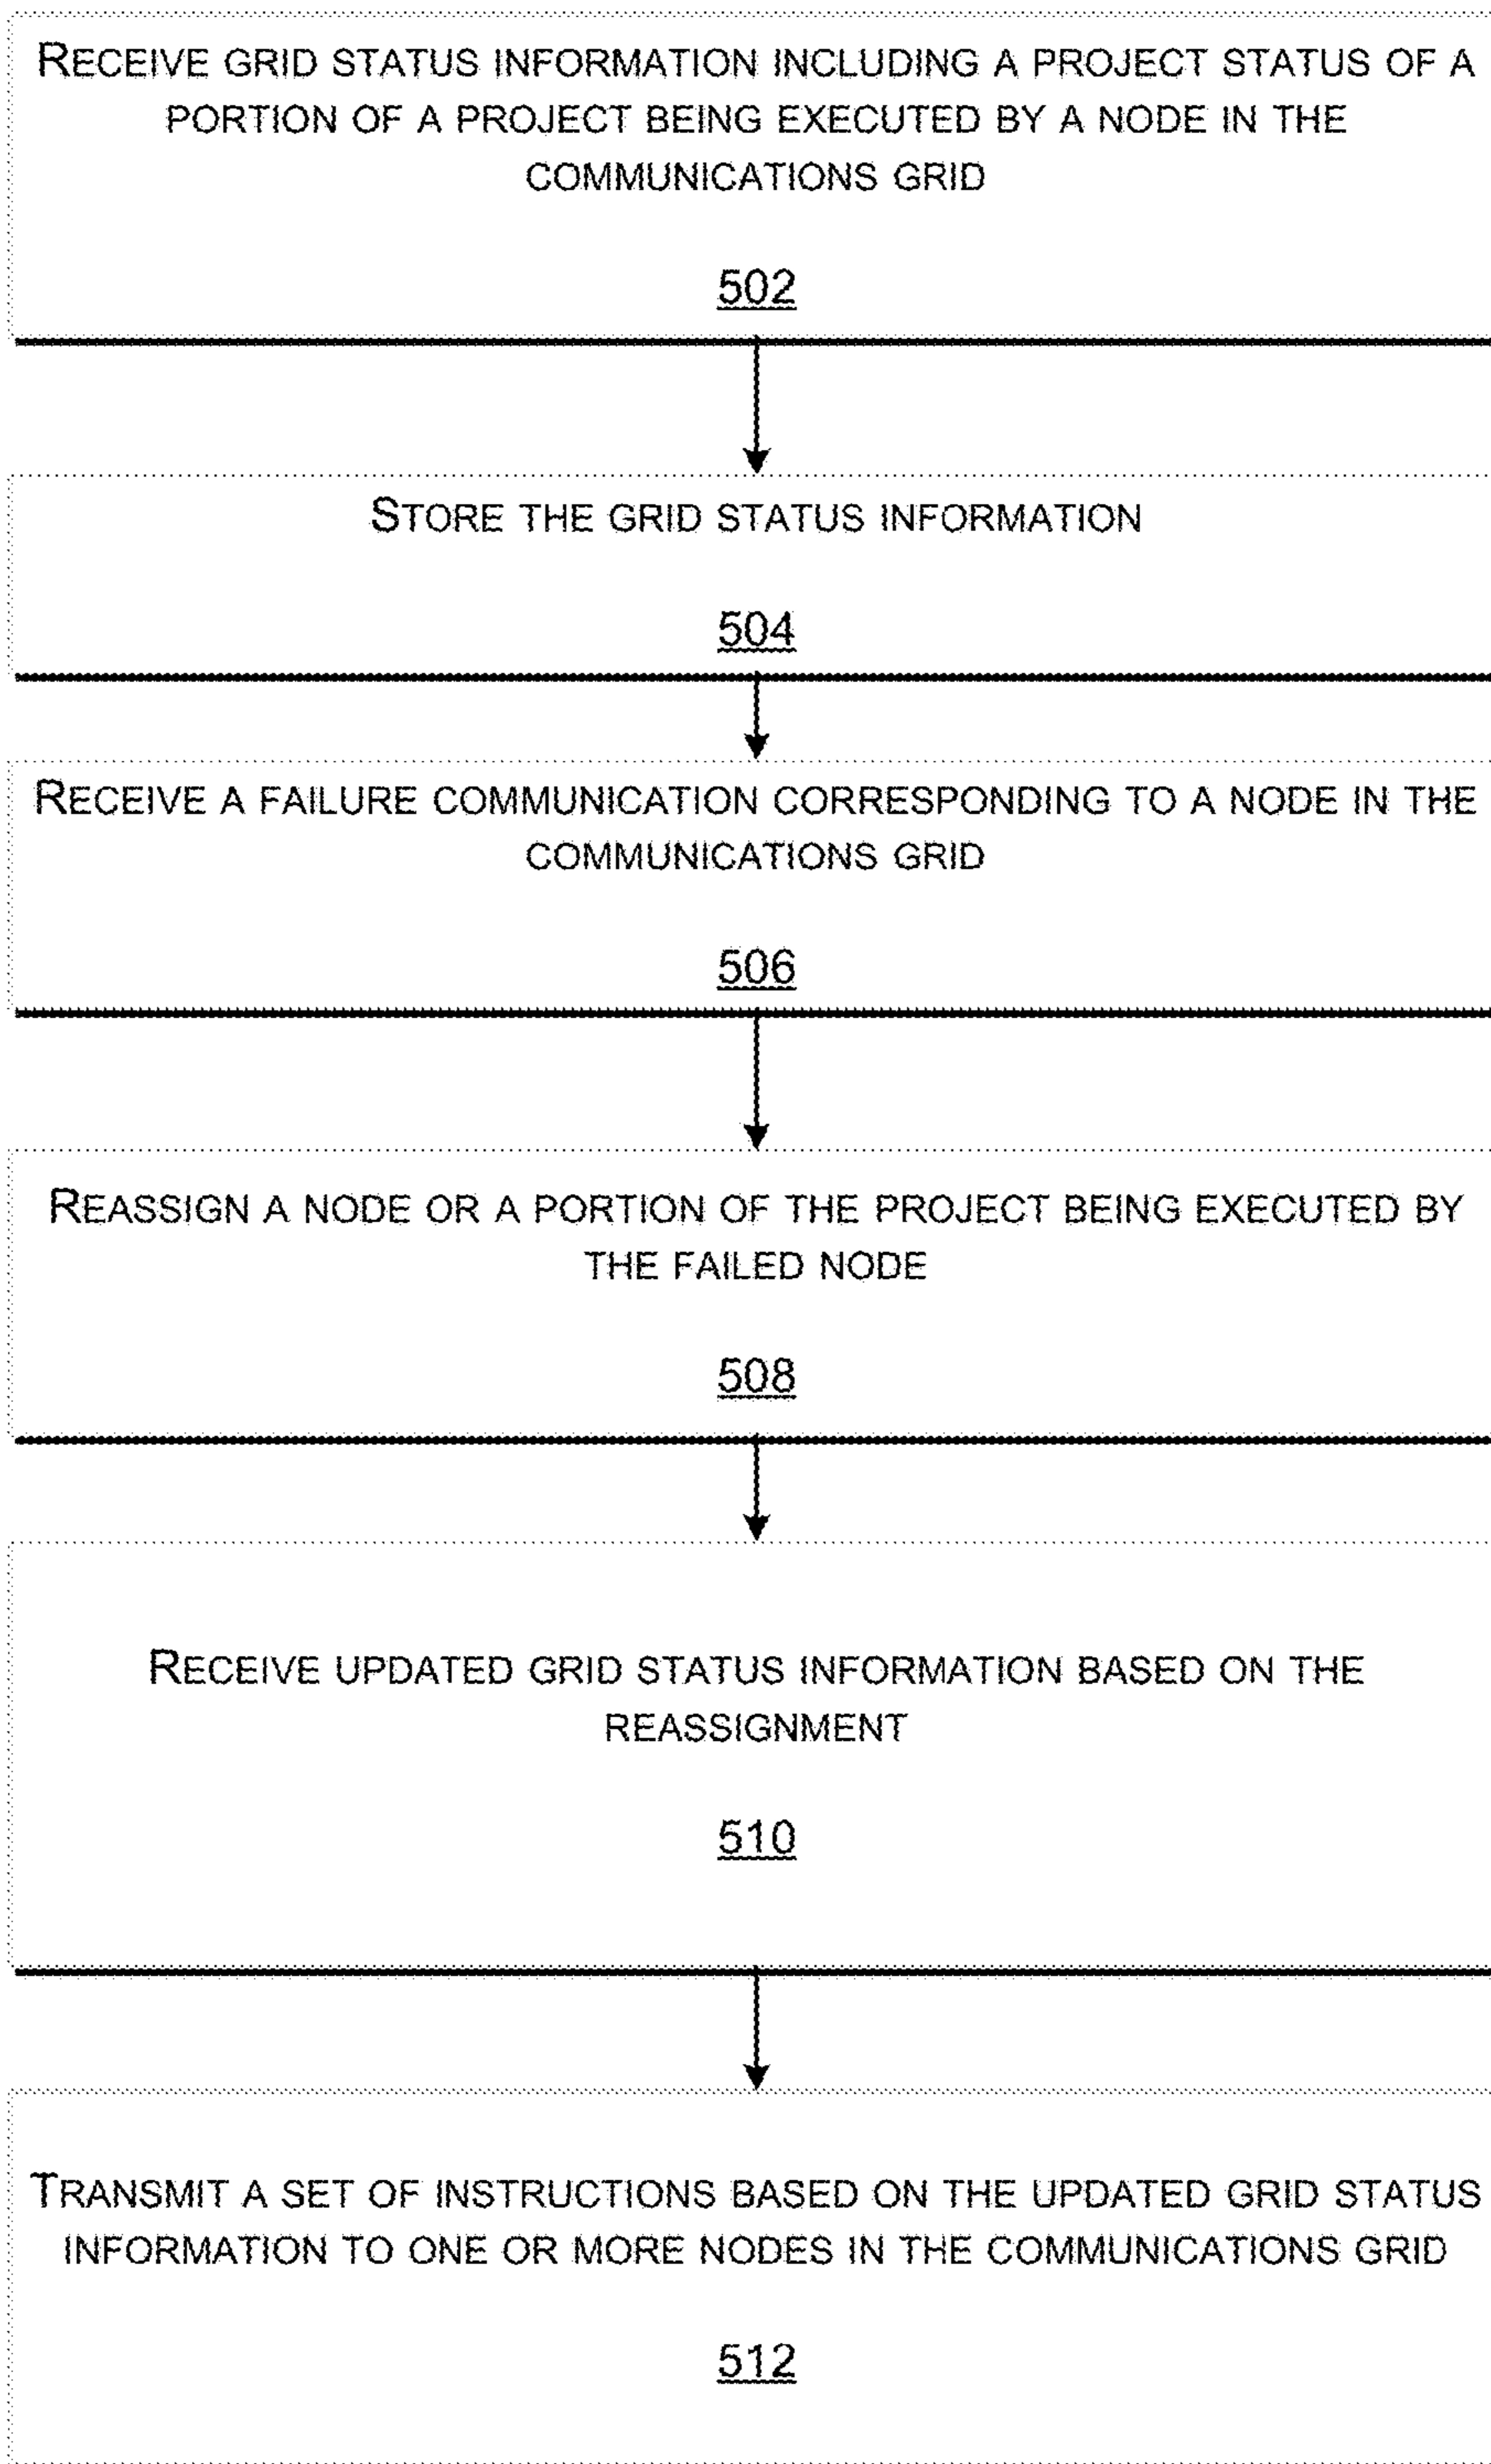 RECEIVE GRID STATUS INFORMATION INCLUDING A PROJECT STATUS OF A
PORTION OF A PROJECT BEING EXECUTED BY A NODE IN THE
COMMUNICATIONS GRID
502
STORE THE GRID STATUS INFORMATION
504
RECEIVE A FAILURE COMMUNICATION CORRESPONDING TO A NODE IN THE
COMMUNICATIONS GRID
506
REASSIGN A NODE OR A PORTION OF THE PROJECT BEING EXECUTED BY
THE FAILED NODE
508
RECEIVE UPDATED GRID STATUS INFORMATION BASED ON THE
REASSIGNMENT
510
TRANSMIT A SET OF INSTRUCTIONS BASED ON THE UPDATED GRID STATUS
INFORMATION TO ONE OR MORE NODES IN THE COMMUNICATIONS GRID
512